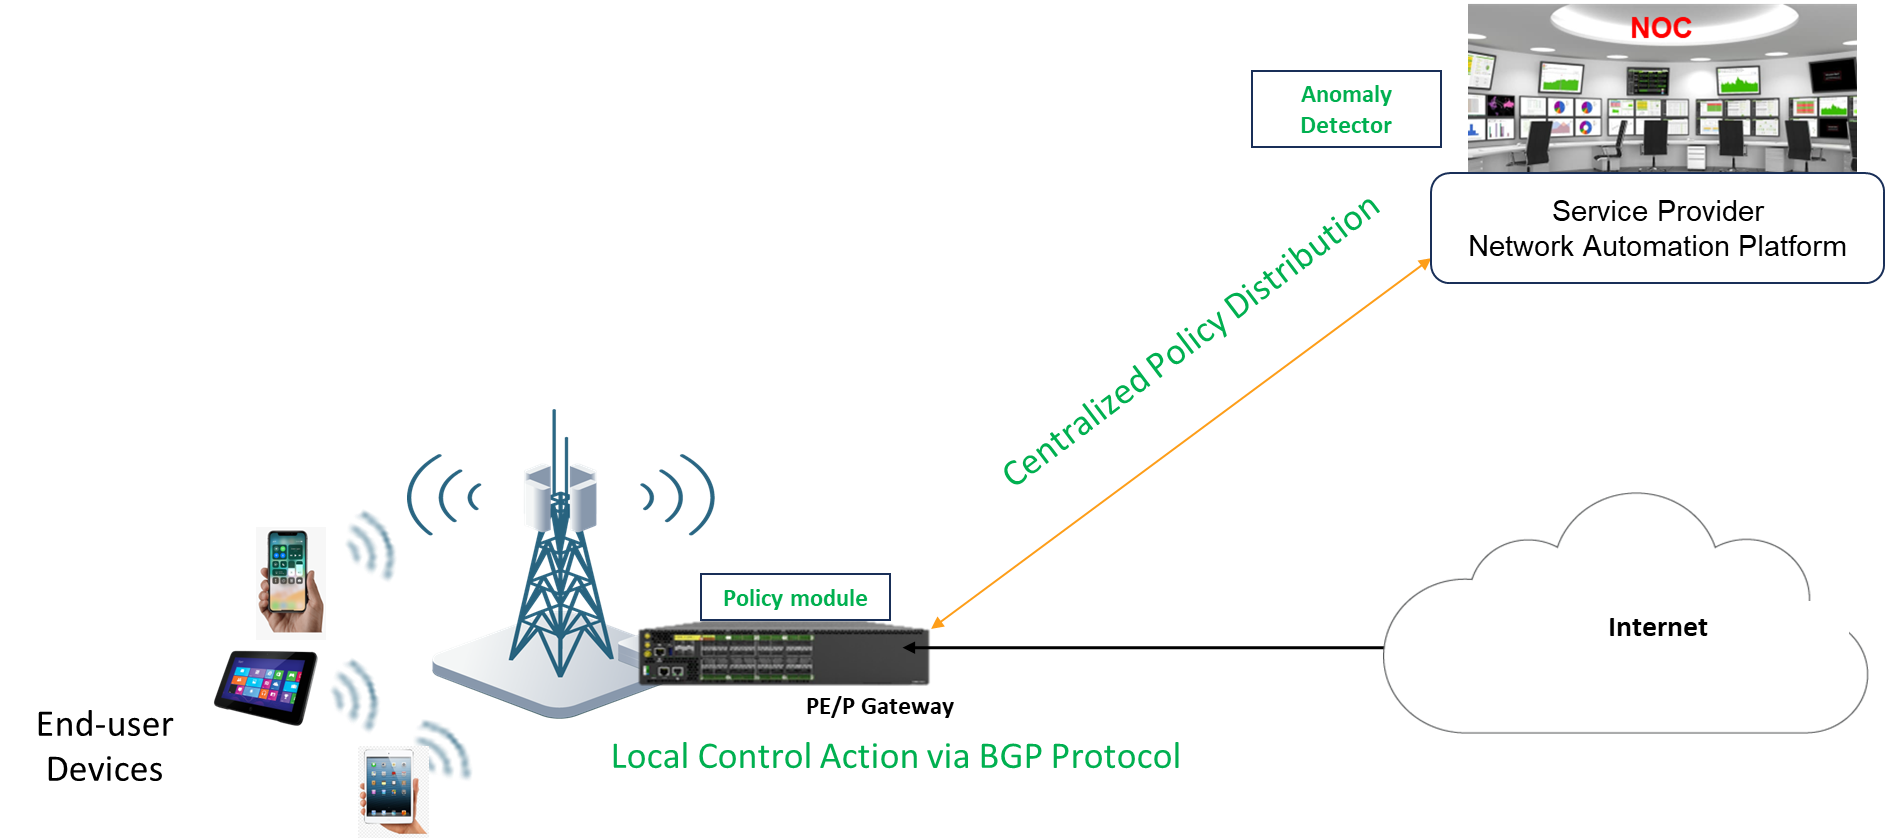 NOC
Anomaly
Detector
Service Provider
Network Automation Platform
Centralized Policy Distribution
Policy module
Internet
PE/P Gateway
End-user
Devices
Local Control Action via BGP Protocol